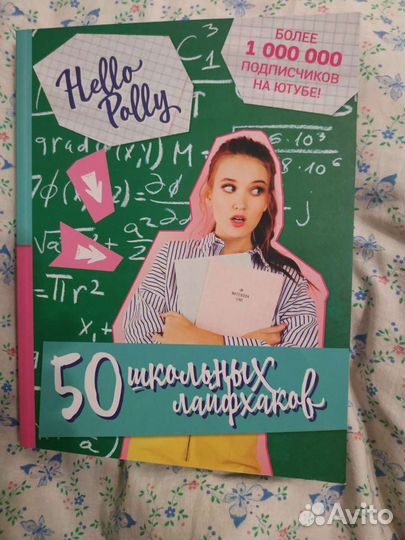 БОЛЕЕ
1 000 000
ПОДПИСЧИКОВ
НА ЮТУБЕ!
Hello
Polly
50 школьных
лайфхаков
Avito